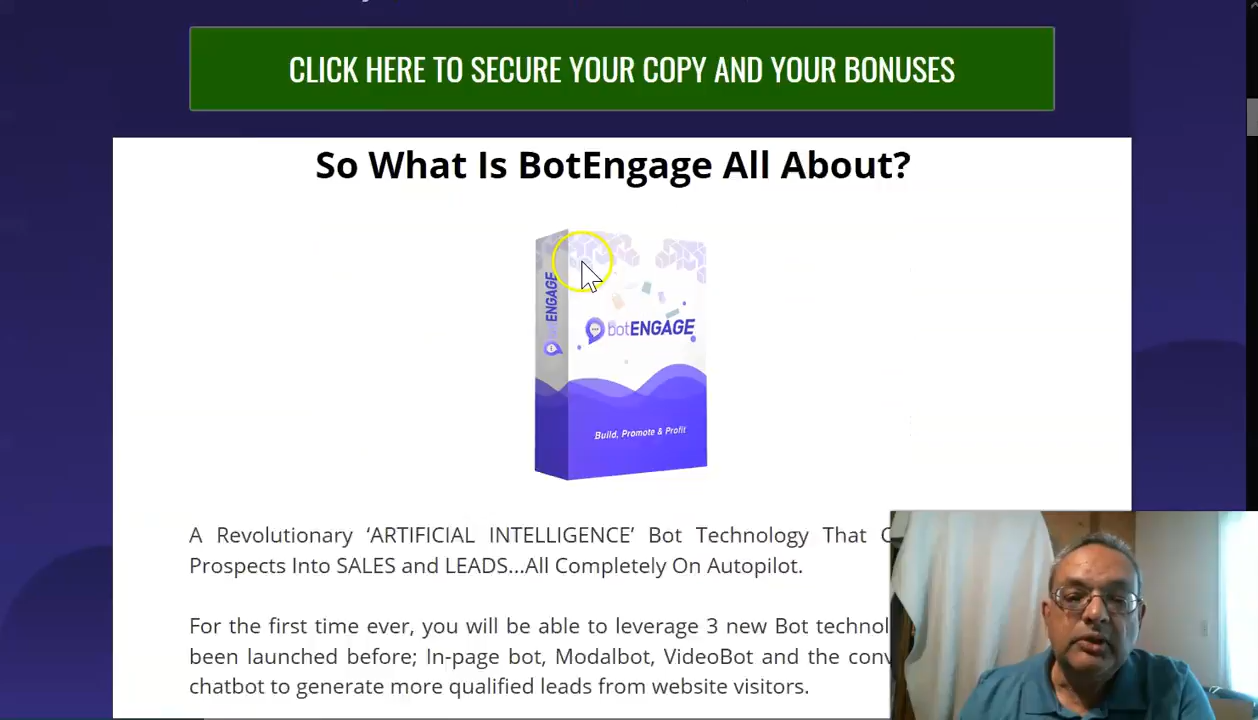 CLICK HERE TO SECURE YOUR COPY AND YOUR BONUSES
So What Is BotEngage All About?
botENGAGE
botENGAGE
Build, Promote & Profit
A Revolutionary ‘ARTIFICIAL INTELLIGENCE’ Bot Technology That
Prospects Into SALES and LEADS...All Completely On Autopilot.
For the first time ever, you will be able to leverage 3 new Bot
been launched before; In-page bot, Modalbot, VideoBot and the
chatbot to generate more qualified leads from website visitors.